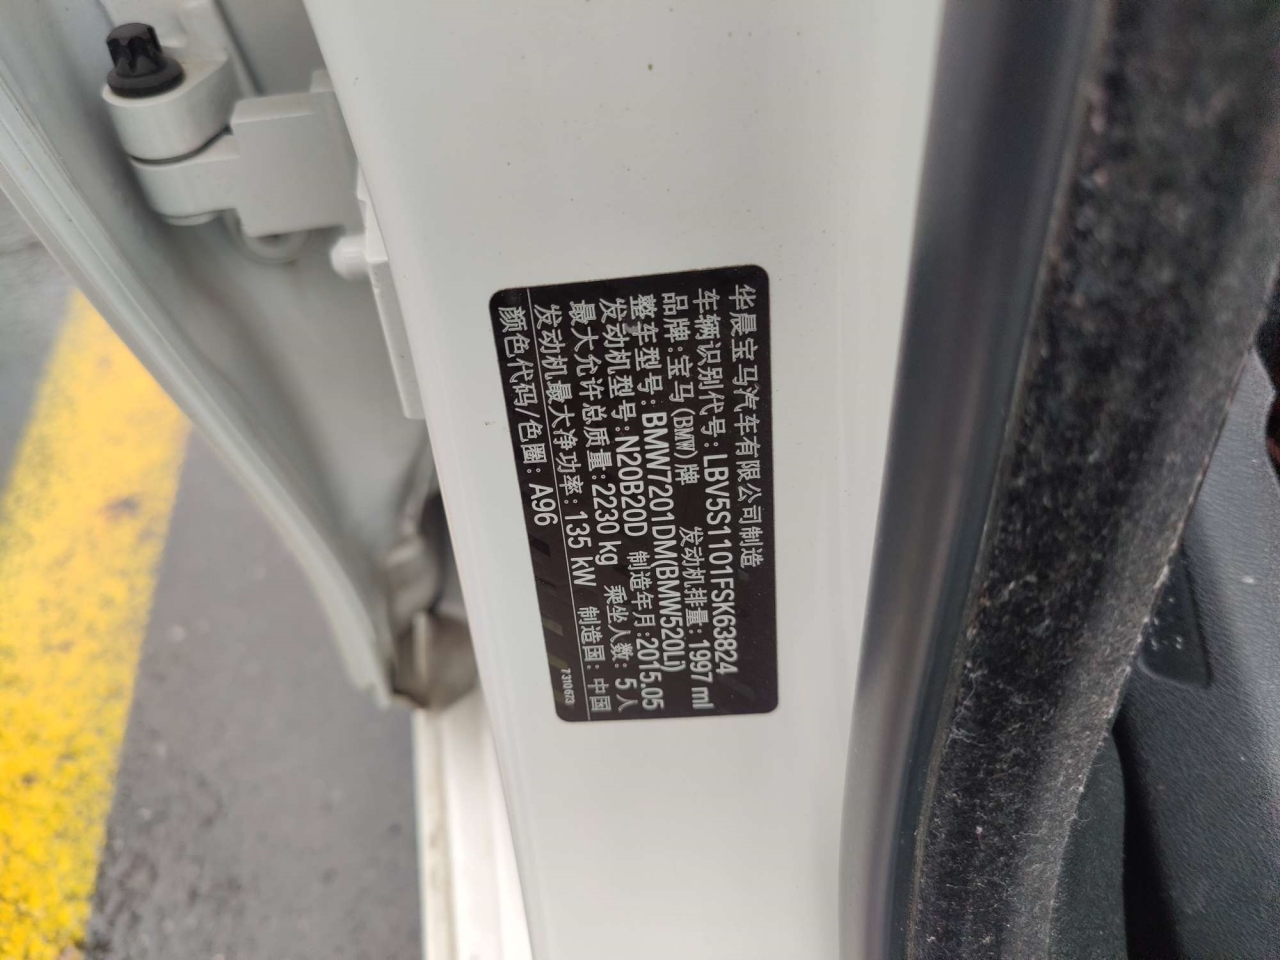 华晨宝马汽车有限公司制造
车辆识别代号: LBV5S1101FSK63824
品牌:宝马(BMW)牌 发动机排量: 1997 ml
整车型号: BMW7201DM(BMW520Li)
发动机型号: N20B20D 制造年月:2015.05
最大允许总质量: 2230 kg 乘坐人数: 5 人
发动机最大净功率: 135 kW 制造国: 中国
颜色代码/色圈: A96 7 310 673